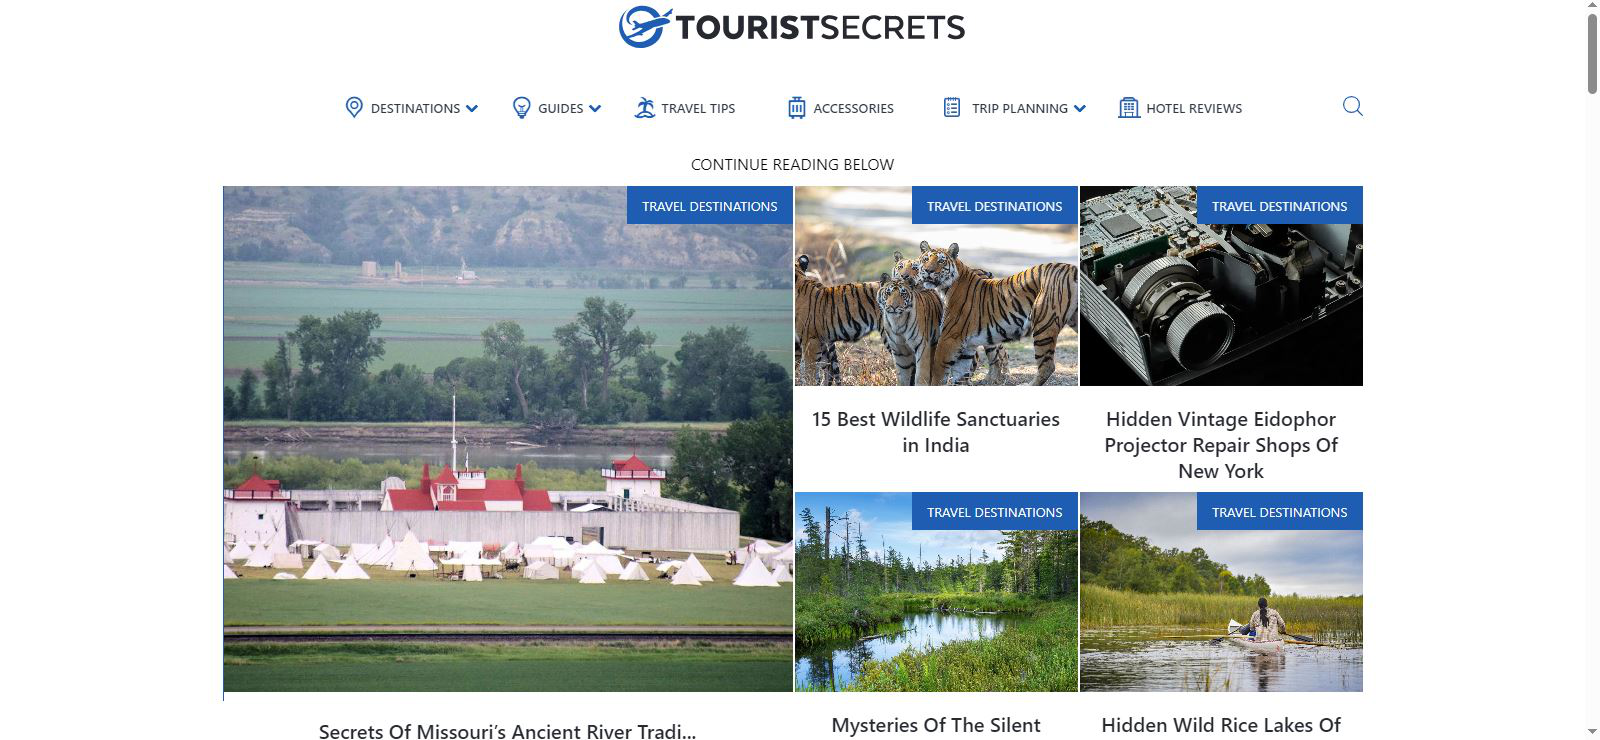 TOURISTSECRETS
DESTINATIONS
GUIDES
TRAVEL TIPS
ACCESSORIES
TRIP PLANNING
HOTEL REVIEWS
CONTINUE READING BELOW
TRAVEL DESTINATIONS
Secrets Of Missouri's Ancient River Tradi...
TRAVEL DESTINATIONS
15 Best Wildlife Sanctuaries
in India
TRAVEL DESTINATIONS
Hidden Vintage Eidophor
Projector Repair Shops Of
New York
TRAVEL DESTINATIONS
Mysteries Of The Silent
TRAVEL DESTINATIONS
Hidden Wild Rice Lakes Of